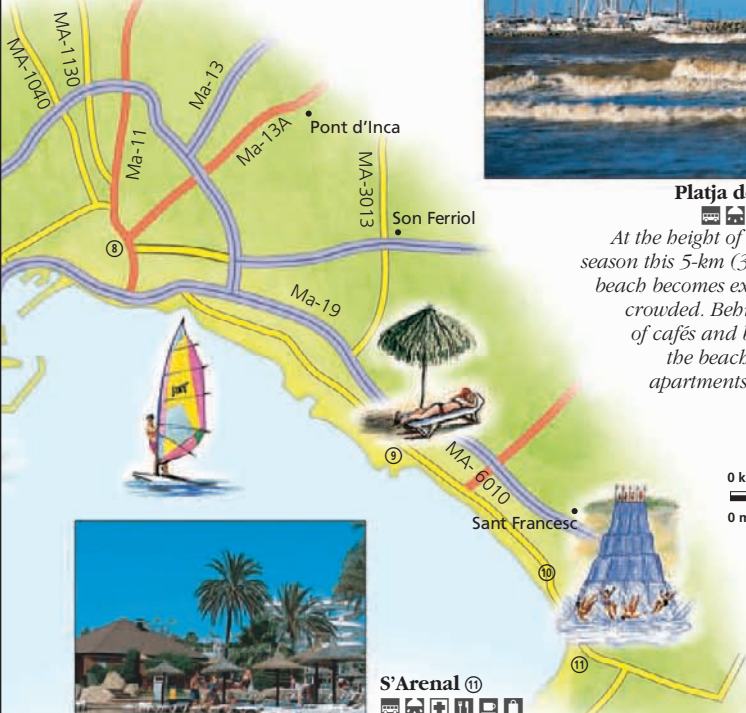 MA-1040
MA-1130
Ma-11
Ma-13
Ma-13A
Pont d'Inca
MA-3013
Son Ferriol
⑧
Ma-19
⑨
MA- 6010
Sant Francesc
⑩
⑪
Platja d
At the height of
season this 5-km (3
beach becomes ex
crowded. Behi
of cafés and b
the beach
apartments
0 k
0 m
S'Arenal ⑪